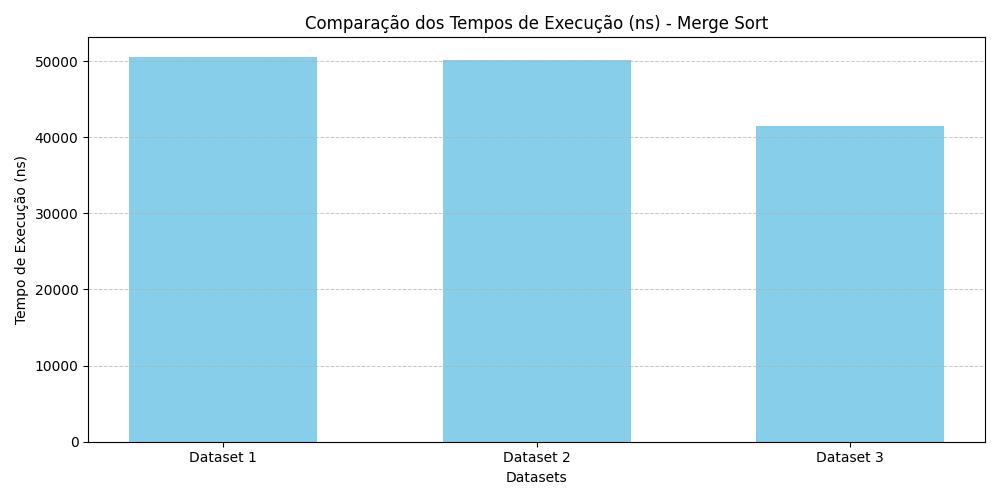 Comparação dos Tempos de Execução (ns) - Merge Sort
Tempo de Execução (ns)
50000
40000
30000
20000
10000
0
Dataset 1
Dataset 2
Dataset 3
Datasets